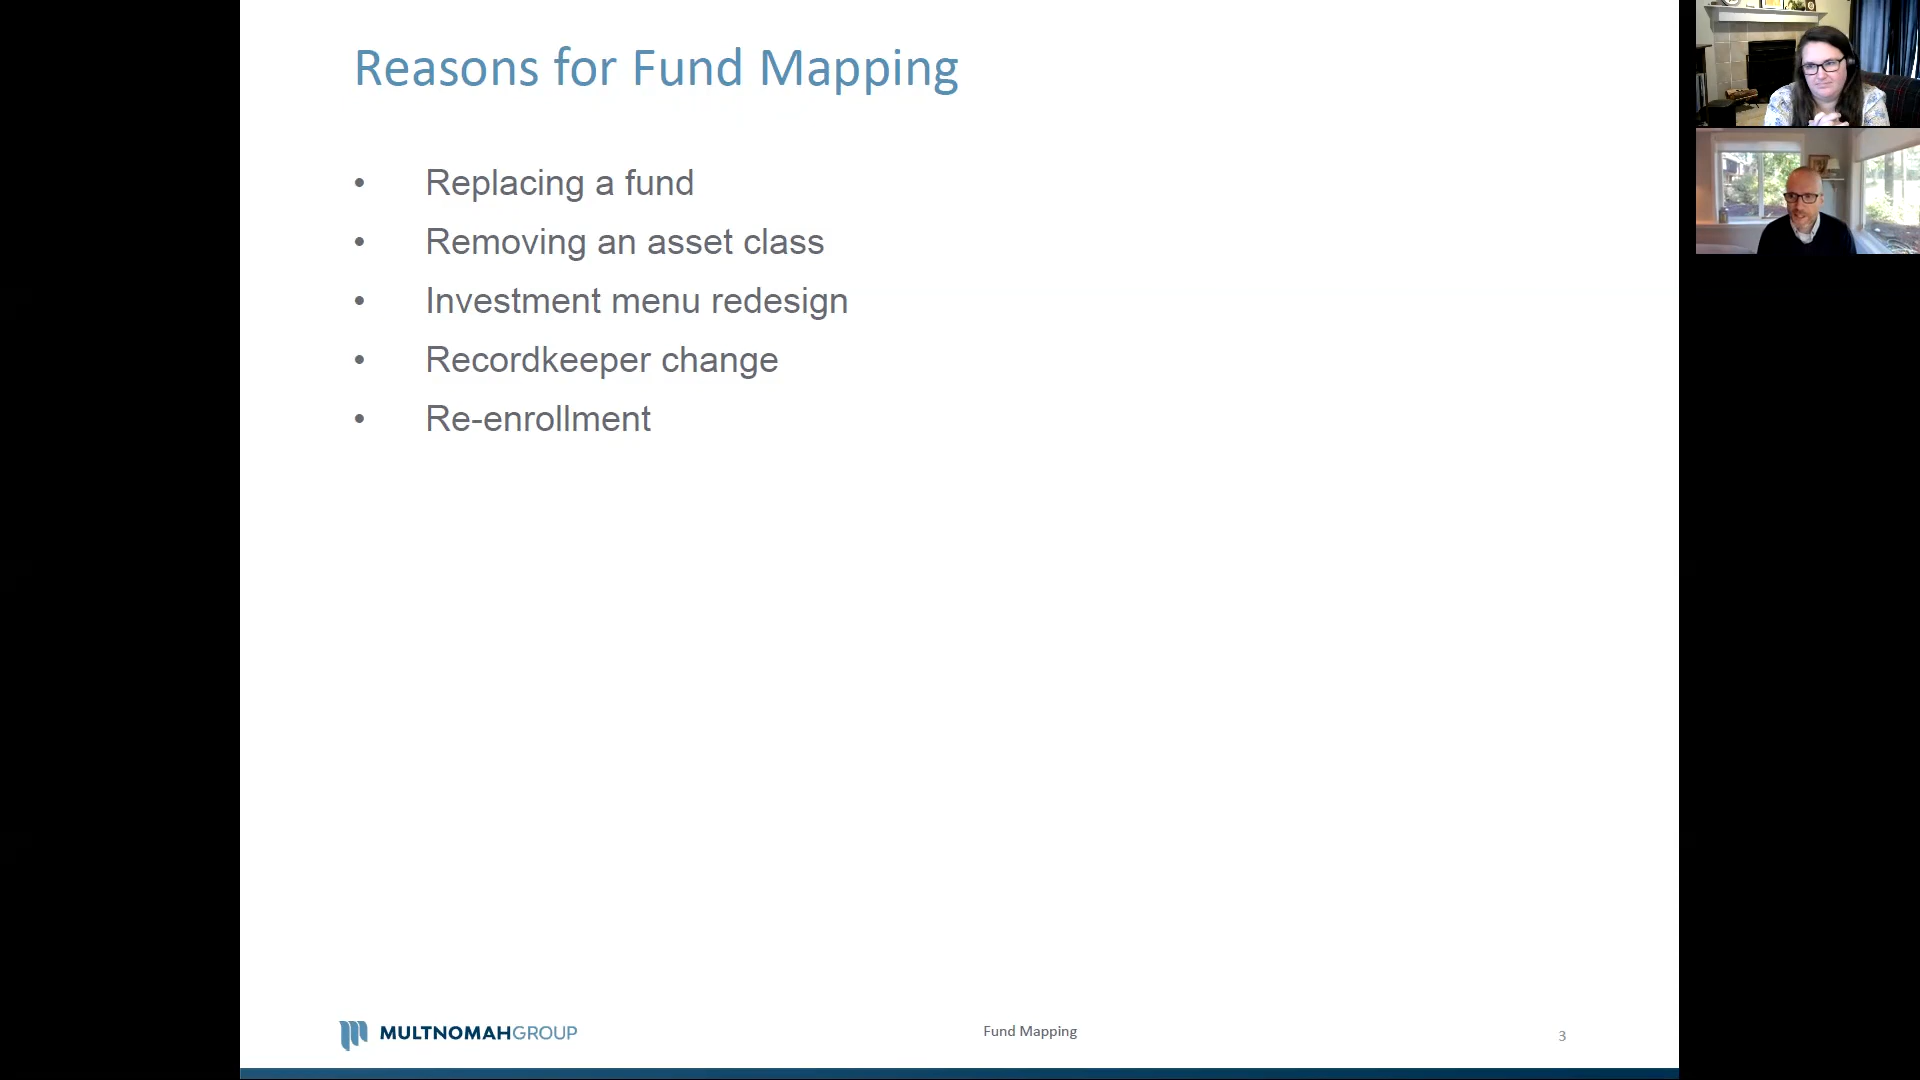 Reasons for Fund Mapping
• Replacing a fund
• Removing an asset class
• Investment menu redesign
• Recordkeeper change
• Re-enrollment
MULTNOMAHGROUP
Fund Mapping
3